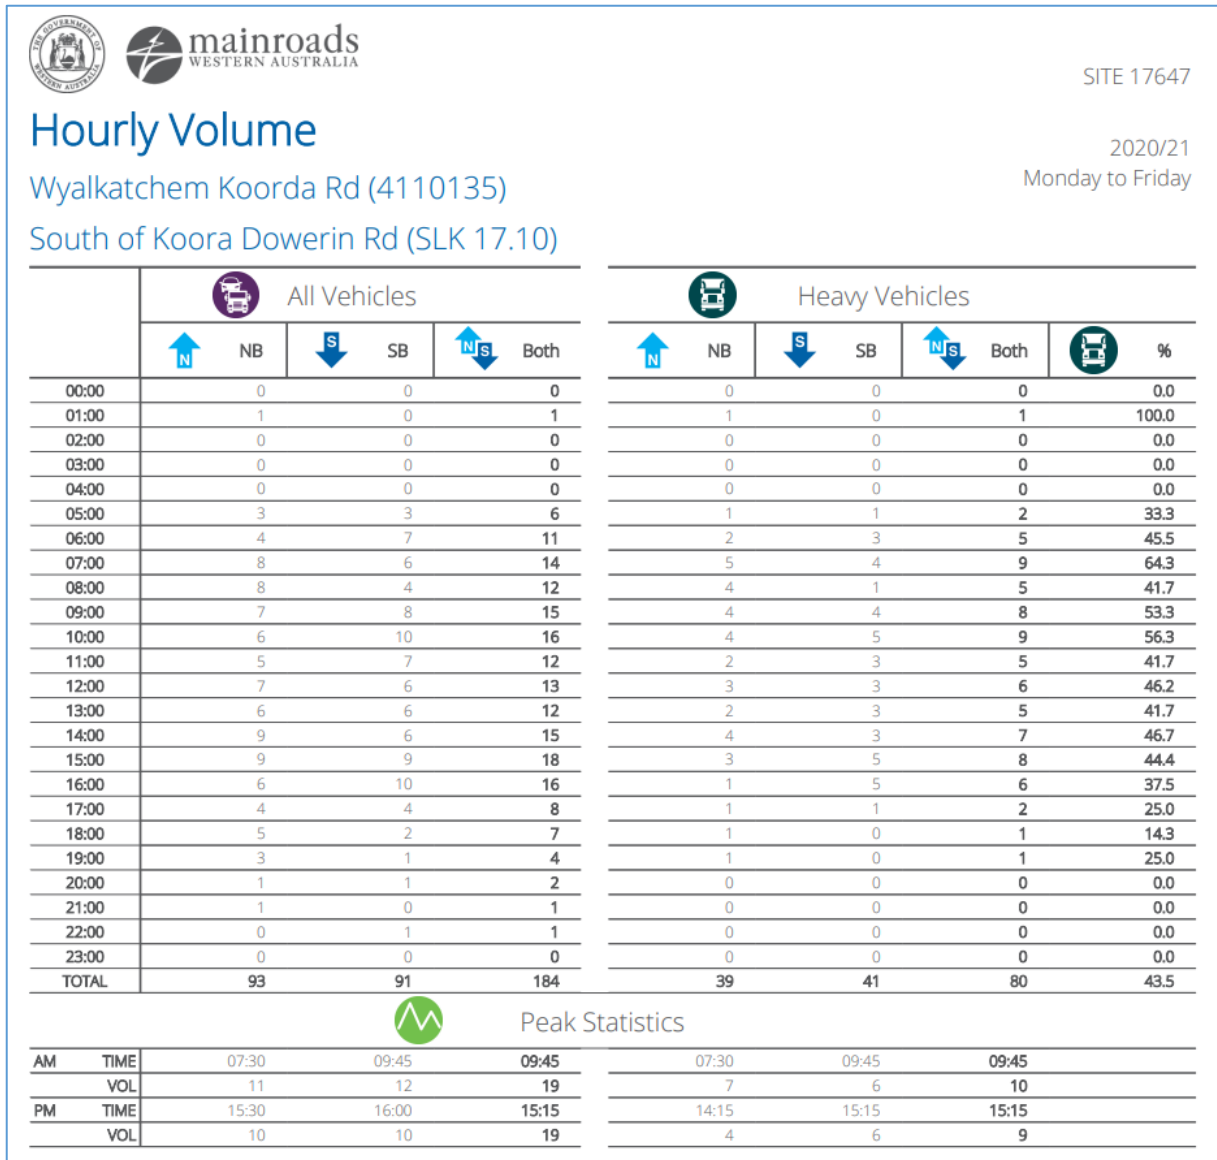 THE GOVERNMENT OF
WESTERN AUSTRALIA
mainroads
WESTERN AUSTRALIA
SITE 17647
Hourly Volume
2020/21
Monday to Friday
Wyalkatchem Koorda Rd (4110135)
South of Koora Dowerin Rd (SLK 17.10)
All Vehicles Heavy Vehicles
N NB S SB N S Both N NB S SB N S Both %
00:00 0 0 0 0 0 0 0.0
01:00 1 0 1 1 0 1 100.0
02:00 0 0 0 0 0 0 0.0
03:00 0 0 0 0 0 0 0.0
04:00 0 0 0 0 0 0 0.0
05:00 3 3 6 1 1 2 33.3
06:00 4 7 11 2 3 5 45.5
07:00 8 6 14 5 4 9 64.3
08:00 8 4 12 4 1 5 41.7
09:00 7 8 15 4 4 8 53.3
10:00 6 10 16 4 5 9 56.3
11:00 5 7 12 2 3 5 41.7
12:00 7 6 13 3 3 6 46.2
13:00 6 6 12 2 3 5 41.7
14:00 9 6 15 4 3 7 46.7
15:00 9 9 18 3 5 8 44.4
16:00 6 10 16 1 5 6 37.5
17:00 4 4 8 1 1 2 25.0
18:00 5 2 7 1 0 1 14.3
19:00 3 1 4 1 0 1 25.0
20:00 1 1 2 0 0 0 0.0
21:00 1 0 1 0 0 0 0.0
22:00 0 1 1 0 0 0 0.0
23:00 0 0 0 0 0 0 0.0
TOTAL 93 91 184 39 41 80 43.5
Peak Statistics
AM TIME 07:30 09:45 09:45 07:30 09:45 09:45
VOL 11 12 19 7 6 10
PM TIME 15:30 16:00 15:15 14:15 15:15 15:15
VOL 10 10 19 4 6 9